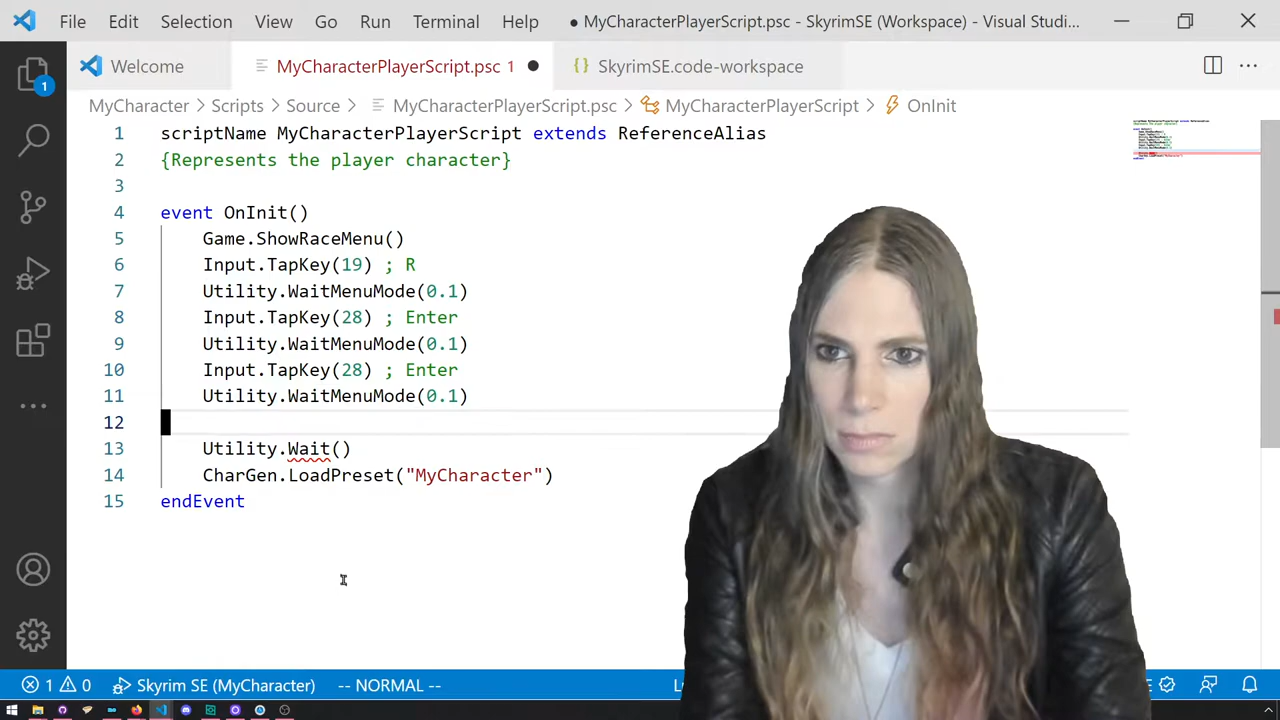 File Edit Selection View Go Run Terminal Help ● MyCharacterPlayerScript.psc - SkyrimSE (Workspace) - Visual Studi...
Welcome MyCharacterPlayerScript.psc 1 ● {} SkyrimSE.code-workspace ...
1
MyCharacter > Scripts > Source > MyCharacterPlayerScript.psc > MyCharacterPlayerScript > OnInit
1 scriptName MyCharacterPlayerScript extends ReferenceAlias
2 {Represents the player character}
3
4 event OnInit()
5 Game.ShowRaceMenu()
6 Input.TapKey(19) ; R
7 Utility.WaitMenuMode(0.1)
8 Input.TapKey(28) ; Enter
9 Utility.WaitMenuMode(0.1)
10 Input.TapKey(28) ; Enter
11 Utility.WaitMenuMode(0.1)
12
13 Utility.Wait()
14 CharGen.LoadPreset("MyCharacter")
15 endEvent
1 0 Skyrim SE (MyCharacter) -- NORMAL --